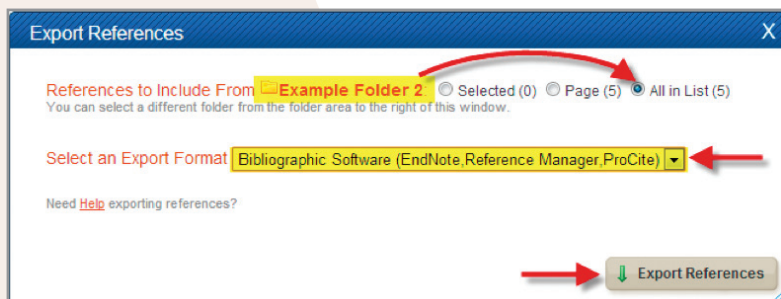 Export References X
References to Include From Example Folder 2: Selected (0) Page (5) All in List (5)
You can select a different folder from the folder area to the right of this window.
Select an Export Format Bibliographic Software (EndNote,Reference Manager,ProCite)
Need Help exporting references?
Export References